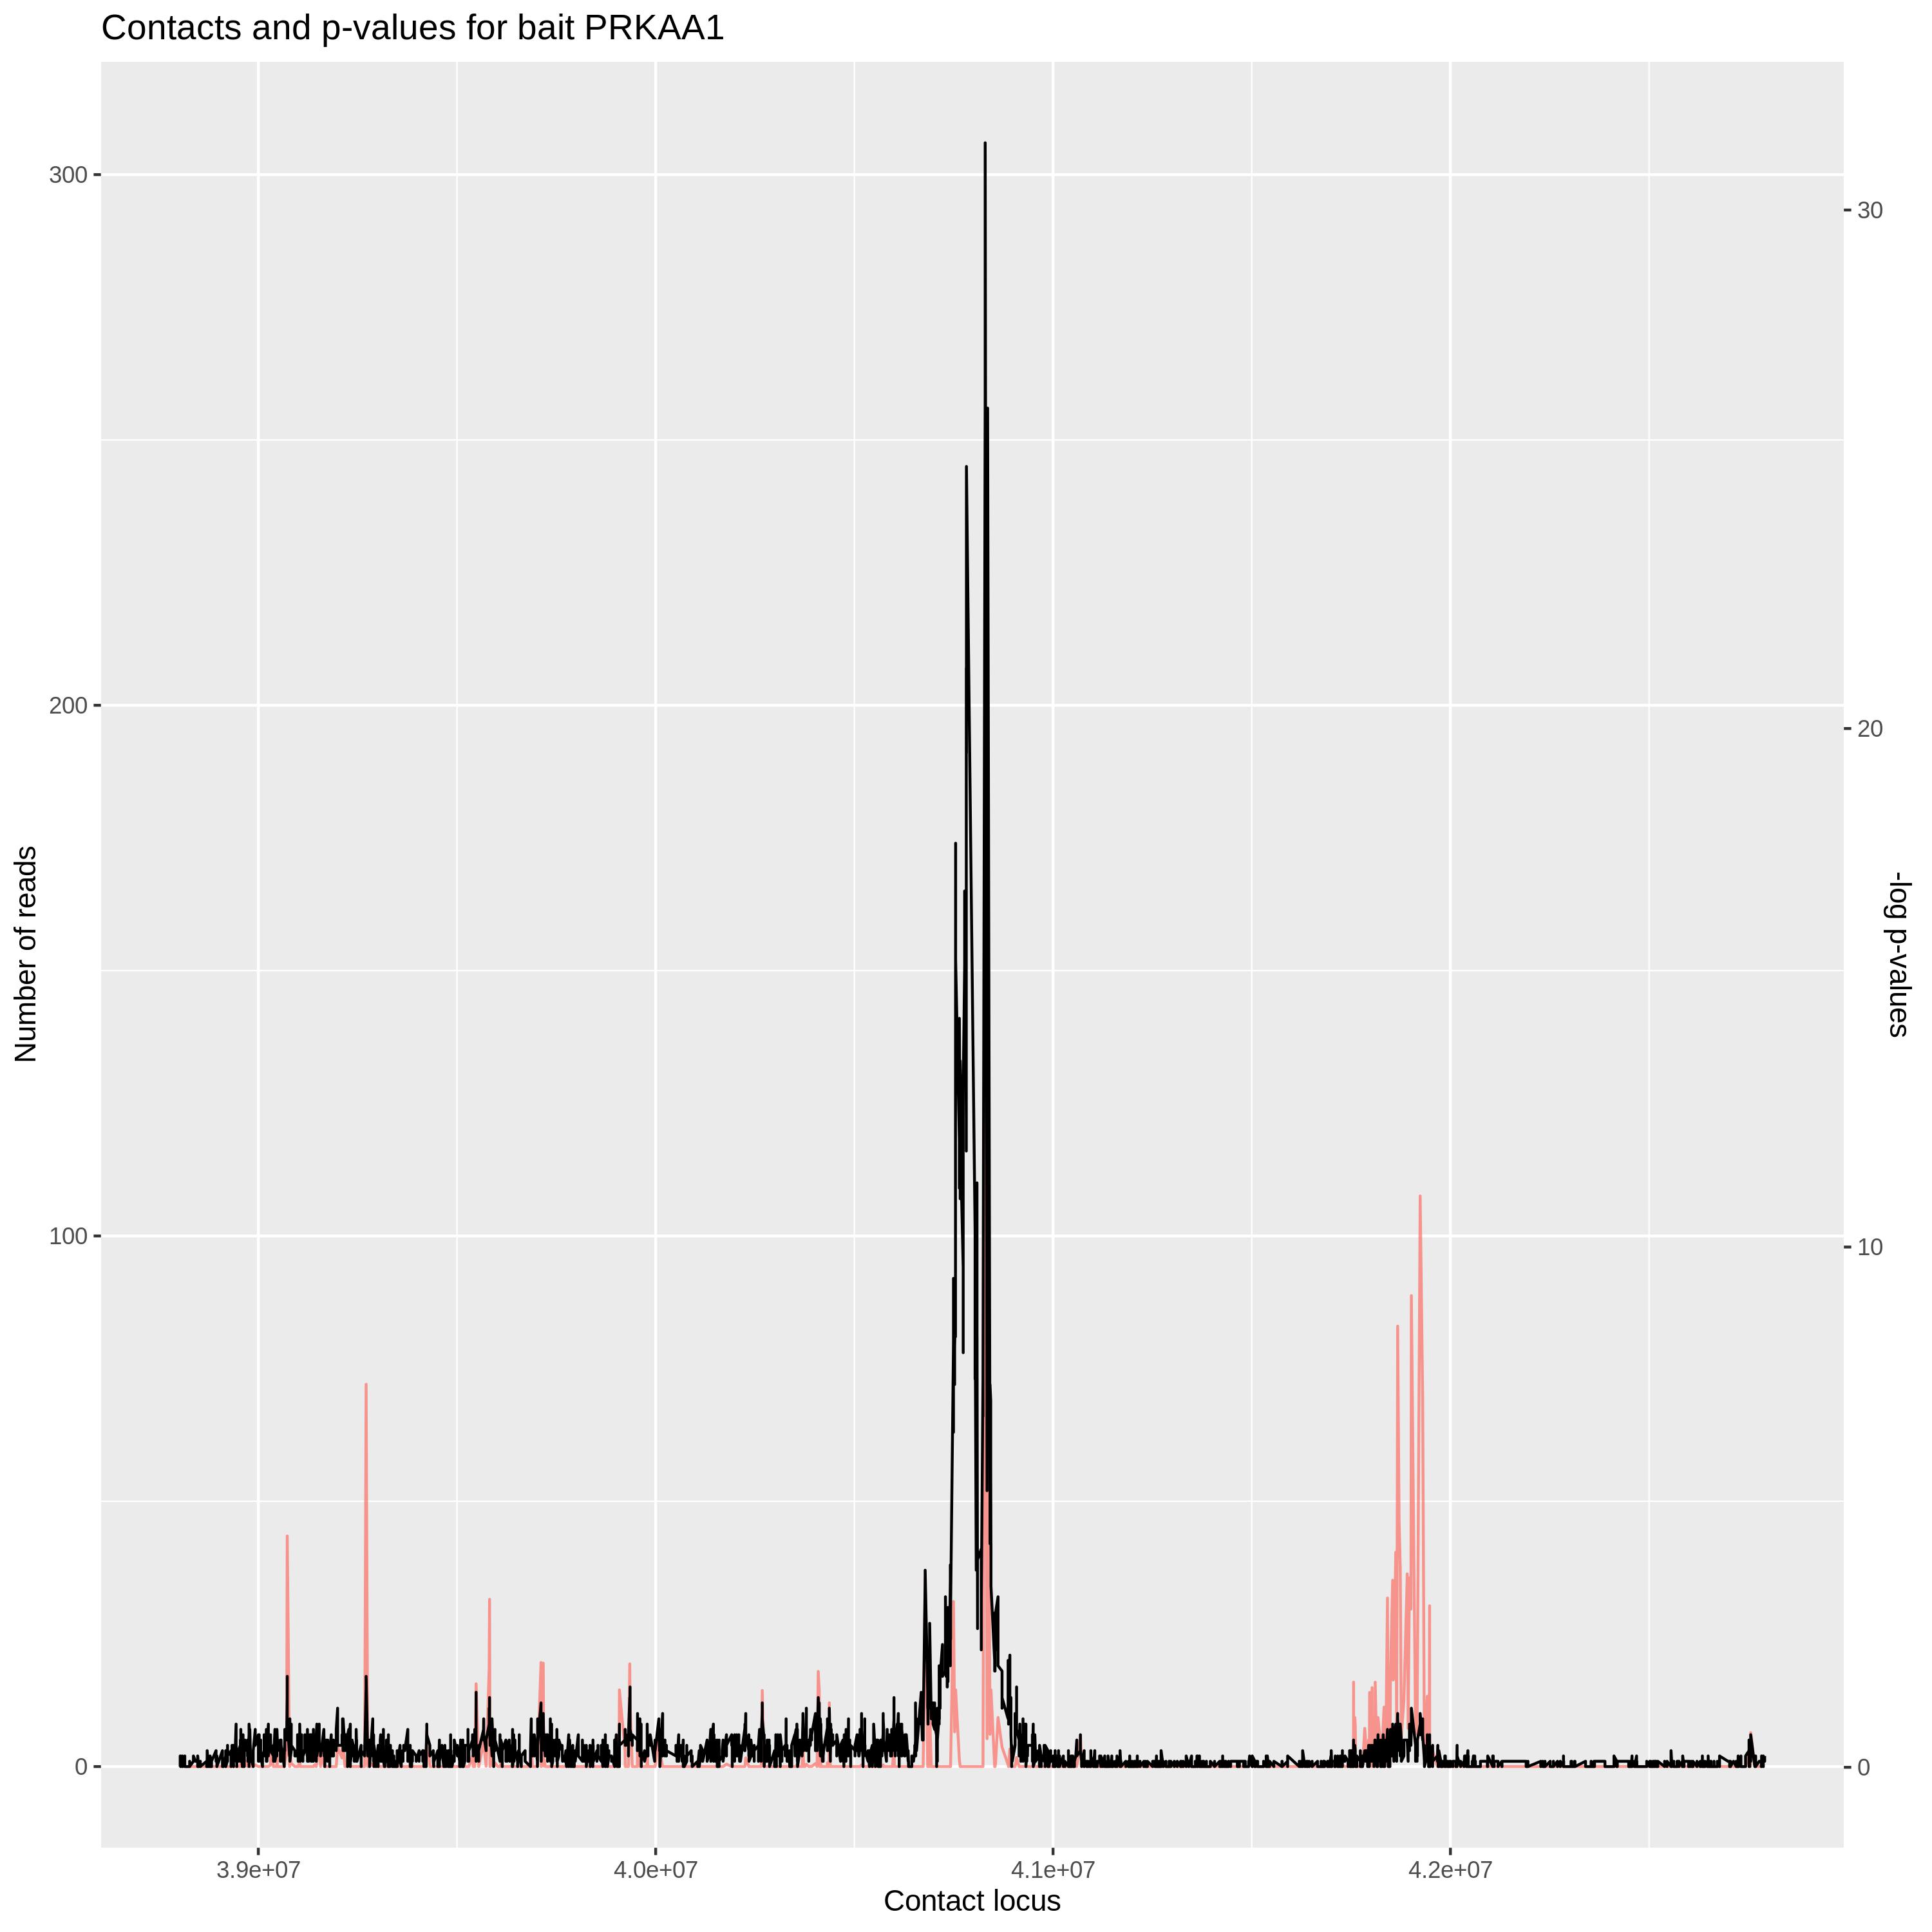 Contacts and p-values for bait PRKAA1
300
200
100
0
30
20
10
0
Number of reads
-log p-values
3.9e+07
4.0e+07
4.1e+07
4.2e+07
Contact locus